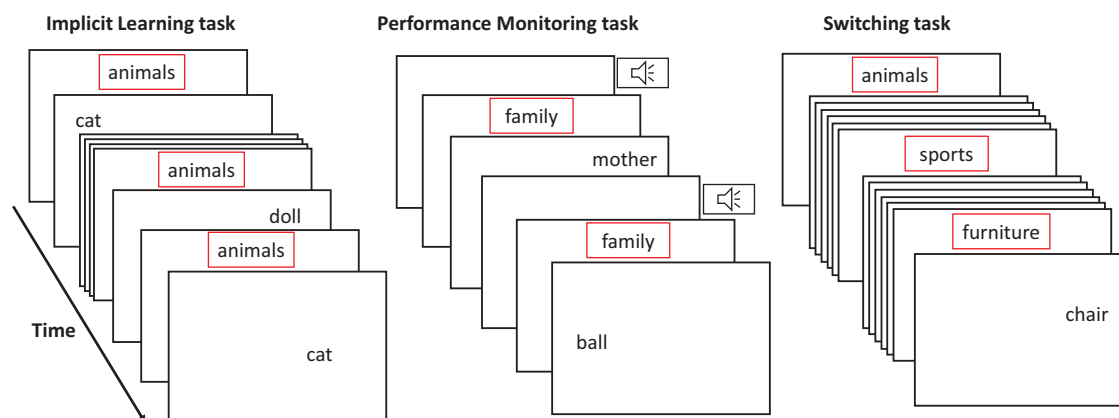 Implicit Learning task
animals
cat
animals
doll
animals
cat
Time
Performance Monitoring task
family
mother
family
ball
Switching task
animals
sports
furniture
chair